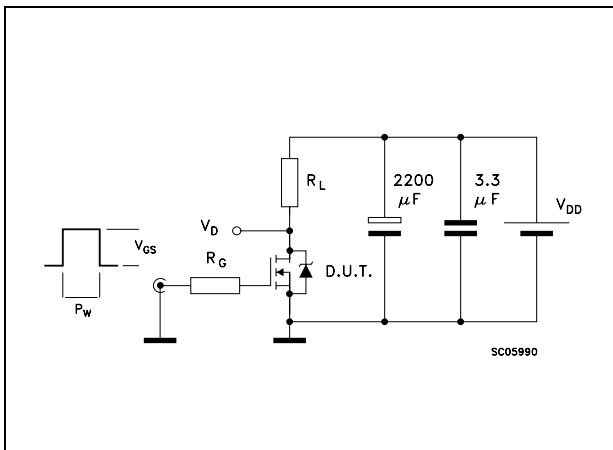 R_L
2200
μF
3.3
μF
V_DD
V_D
V_GS
R_G
D.U.T.
P_W
SC05990